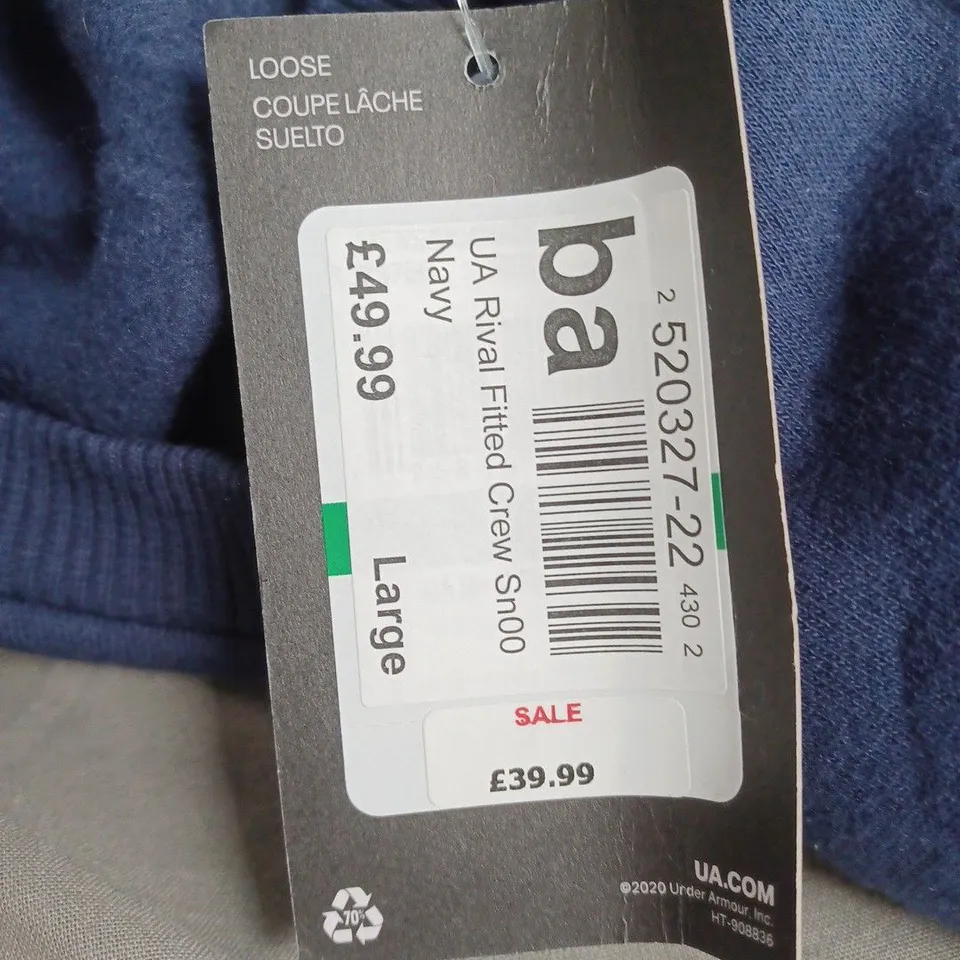 LOOSE
COUPE LÂCHE
SUELTO
2 520327-22 430 2
ba
UA Rival Fitted Crew Sn00
Navy
£49.99 Large
SALE
£39.99
70%
UA.COM
©2020 Under Armour, Inc.
HT-908836